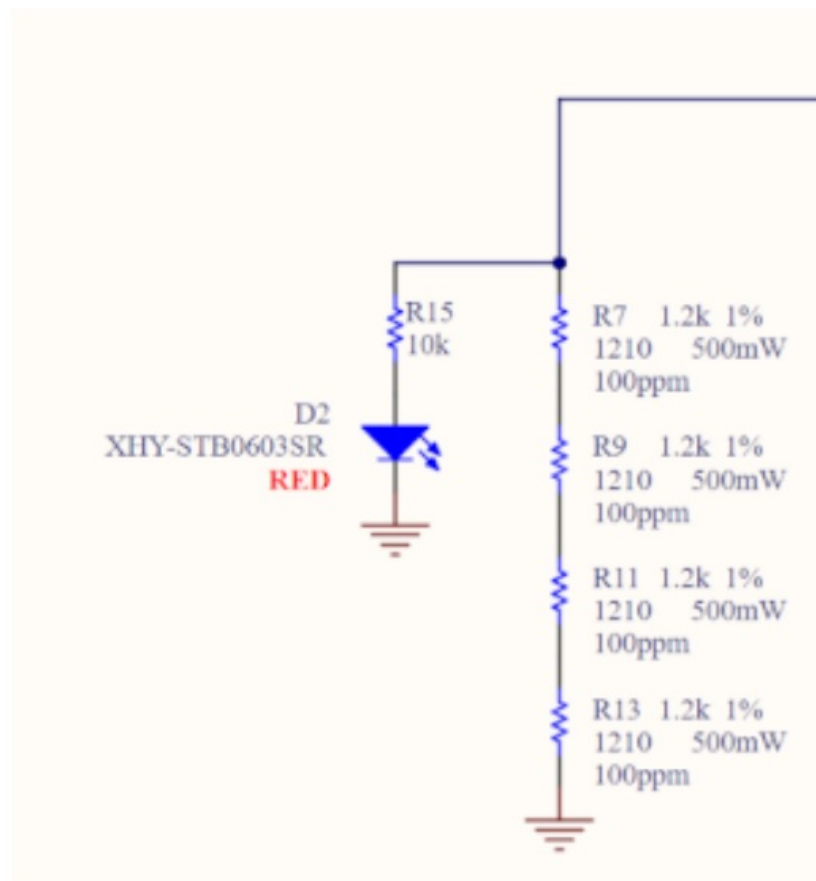 R15
10k
D2
XHY-STB0603SR
RED
R7 1.2k 1%
1210 500mW
100ppm
R9 1.2k 1%
1210 500mW
100ppm
R11 1.2k 1%
1210 500mW
100ppm
R13 1.2k 1%
1210 500mW
100ppm